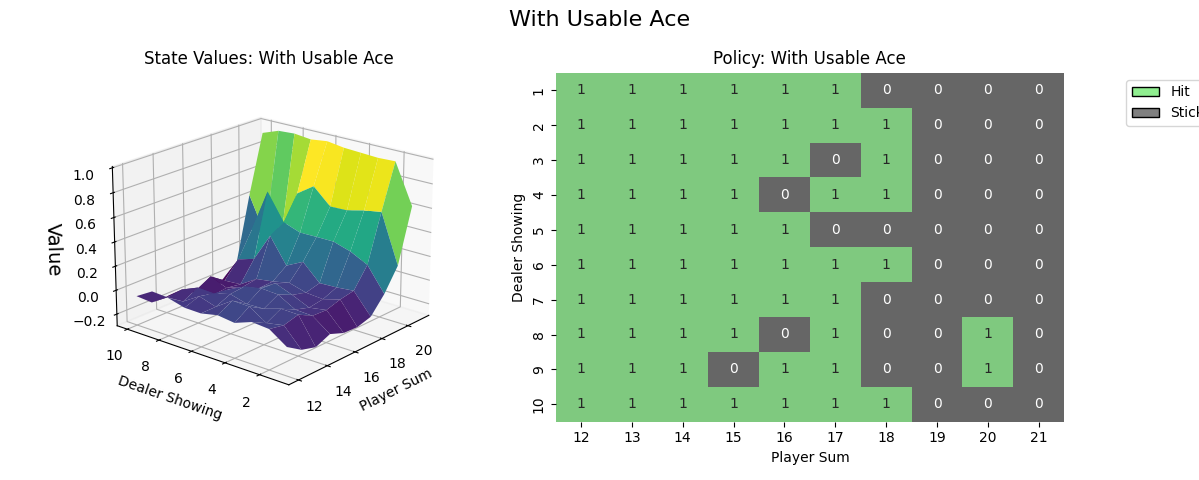 With Usable Ace
State Values: With Usable Ace
1.0
0.8
0.6
0.4
0.2
0.0
−0.2
Value
10
8
6
4
2
Dealer Showing
12
14
16
18
20
Player Sum
Policy: With Usable Ace
1 1 1 1 1 1 1 0 0 0 0
2 1 1 1 1 1 1 1 0 0 0
3 1 1 1 1 1 0 1 0 0 0
4 1 1 1 1 0 1 1 0 0 0
5 1 1 1 1 1 0 0 0 0 0
6 1 1 1 1 1 1 1 0 0 0
7 1 1 1 1 1 1 0 0 0 0
8 1 1 1 1 0 1 0 0 1 0
9 1 1 1 0 1 1 0 0 1 0
10 1 1 1 1 1 1 1 0 0 0
12 13 14 15 16 17 18 19 20 21
Dealer Showing
Player Sum
Hit
Stick